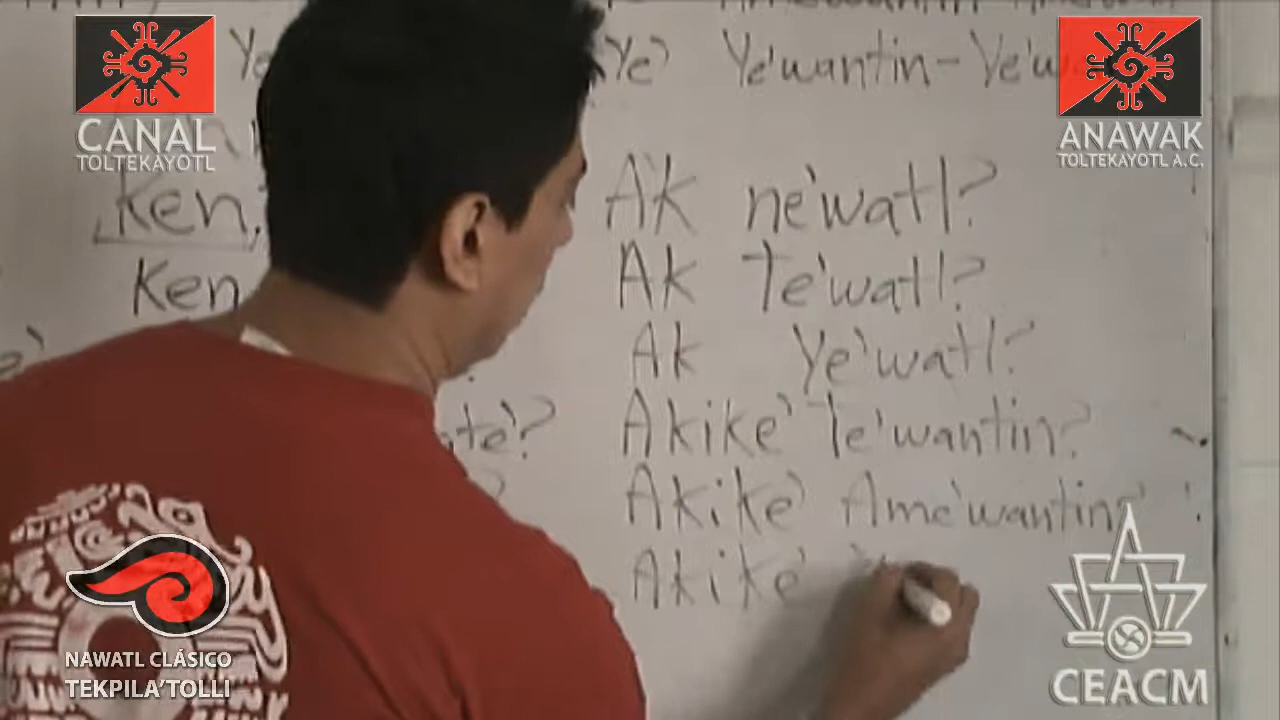 CANAL
TOLTEKAYOTL
ANAWAK
TOLTEKAYOTL A.C.
Ye' Ye'wantin - Ye'w
Ken
Ak ne'watl?
Ken
Ak Te'watl?
Ak Ye'watl?
Akike' Te'wantin?
Akike' Ame'wantin?
Akike'
NAWATL CLÁSICO
TEKPILA'TOLLI
CEACM